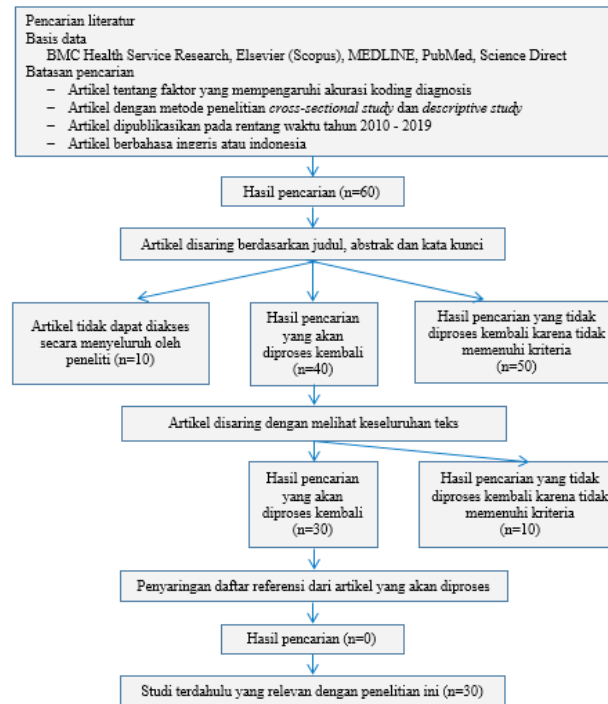 Pencarian literatur
Basis data
BMC Health Service Research, Elsevier (Scopus), MEDLINE, PubMed, Science Direct
Batasan pencarian
– Artikel tentang faktor yang mempengaruhi akurasi koding diagnosis
– Artikel dengan metode penelitian cross-sectional study dan descriptive study
– Artikel dipublikasikan pada rentang waktu tahun 2010 - 2019
– Artikel berbahasa inggris atau indonesia
Hasil pencarian (n=60)
Artikel disaring berdasarkan judul, abstrak dan kata kunci
Artikel tidak dapat diakses
secara menyeluruh oleh
peneliti (n=10)
Hasil pencarian
yang akan
diproses kembali
(n=40)
Hasil pencarian yang tidak
diproses kembali karena tidak
memenuhi kriteria
(n=50)
Artikel disaring dengan melihat keseluruhan teks
Hasil pencarian
yang akan
diproses kembali
(n=30)
Hasil pencarian yang tidak
diproses kembali karena tidak
memenuhi kriteria
(n=10)
Penyaringan daftar referensi dari artikel yang akan diproses
Hasil pencarian (n=0)
Studi terdahulu yang relevan dengan penelitian ini (n=30)